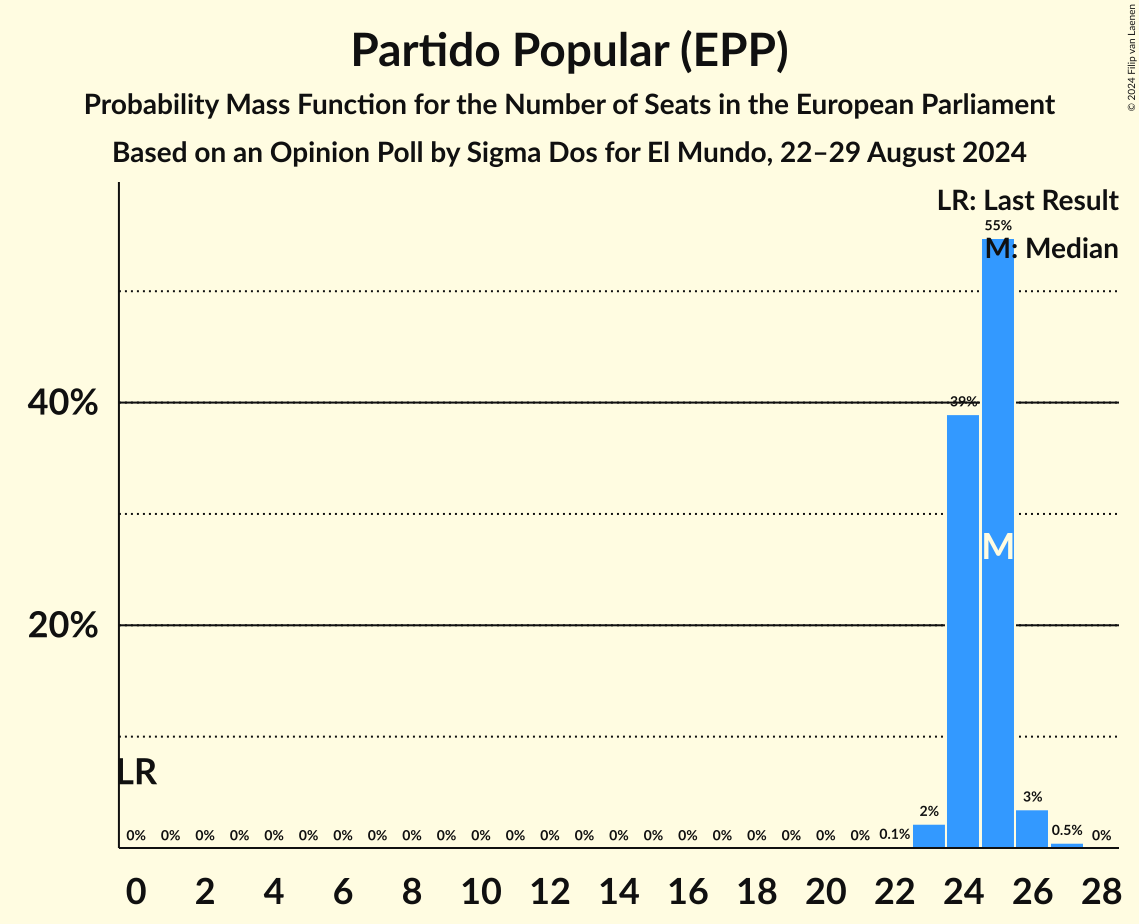 Partido Popular (EPP)
Probability Mass Function for the Number of Seats in the European Parliament
Based on an Opinion Poll by Sigma Dos for El Mundo, 22–29 August 2024
© 2024 Filip van Laenen
LR: Last Result
55%
M: Median
40%
39%
M
20%
LR
0% 0% 0% 0% 0% 0% 0% 0% 0% 0% 0% 0% 0% 0% 0% 0% 0% 0% 0% 0% 0% 0% 0.1% 2% 3% 0.5% 0%
0 2 4 6 8 10 12 14 16 18 20 22 24 26 28